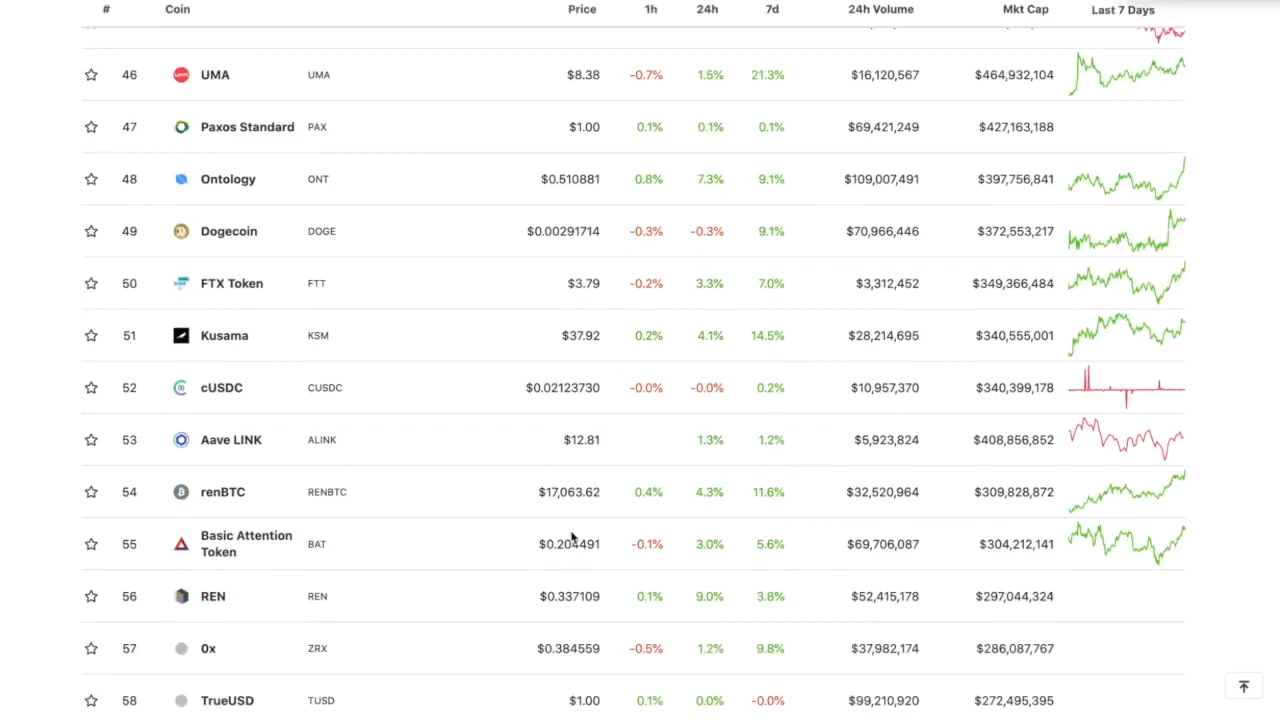 # Coin Price 1h 24h 7d 24h Volume Mkt Cap Last 7 Days
46 UMA UMA $8.38 -0.7% 1.5% 21.3% $16,120,567 $464,932,104
47 Paxos Standard PAX $1.00 0.1% 0.1% 0.1% $69,421,249 $427,163,188
48 Ontology ONT $0.510881 0.8% 7.3% 9.1% $109,007,491 $397,756,841
49 Dogecoin DOGE $0.00291714 -0.3% -0.3% 9.1% $70,966,446 $372,553,217
50 FTX Token FTT $3.79 -0.2% 3.3% 7.0% $3,312,452 $349,366,484
51 Kusama KSM $37.92 0.2% 4.1% 14.5% $28,214,695 $340,555,001
52 cUSDC CUSDC $0.02123730 -0.0% -0.0% 0.2% $10,957,370 $340,399,178
53 Aave LINK ALINK $12.81 1.3% 1.2% $5,923,824 $408,856,852
54 renBTC RENBTC $17,063.62 0.4% 4.3% 11.6% $32,520,964 $309,828,872
55 Basic Attention
Token BAT $0.204491 -0.1% 3.0% 5.6% $69,706,087 $304,212,141
56 REN REN $0.337109 0.1% 9.0% 3.8% $52,415,178 $297,044,324
57 0x ZRX $0.384559 -0.5% 1.2% 9.8% $37,982,174 $286,087,767
58 TrueUSD TUSD $1.00 0.1% 0.0% -0.0% $99,210,920 $272,495,395